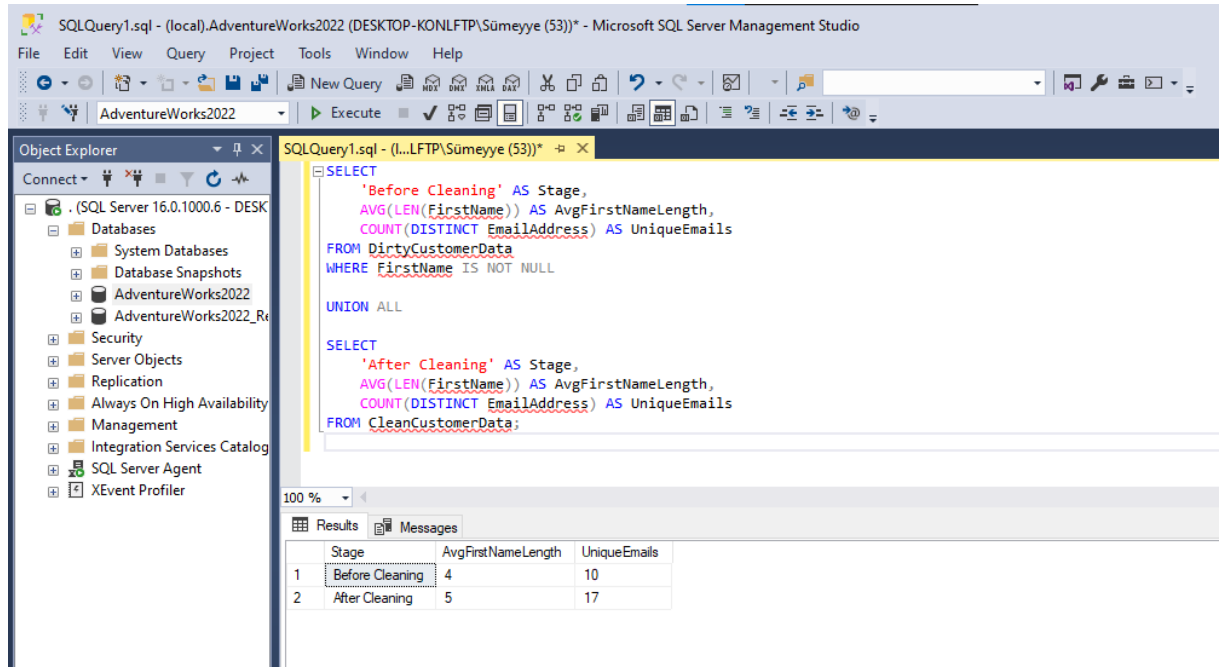 SQLQuery1.sql - (local).AdventureWorks2022 (DESKTOP-KONLFTP\Sümeyye (53))* - Microsoft SQL Server Management Studio
File Edit View Query Project Tools Window Help
New Query MDX DMX XMLA DAX
AdventureWorks2022 Execute
Object Explorer
Connect
. (SQL Server 16.0.1000.6 - DESK
Databases
System Databases
Database Snapshots
AdventureWorks2022
AdventureWorks2022_Re
Security
Server Objects
Replication
Always On High Availability
Management
Integration Services Catalog
SQL Server Agent
XEvent Profiler
SQLQuery1.sql - (l...LFTP\Sümeyye (53))*
SELECT
'Before Cleaning' AS Stage,
AVG(LEN(FirstName)) AS AvgFirstNameLength,
COUNT(DISTINCT EmailAddress) AS UniqueEmails
FROM DirtyCustomerData
WHERE FirstName IS NOT NULL
UNION ALL
SELECT
'After Cleaning' AS Stage,
AVG(LEN(FirstName)) AS AvgFirstNameLength,
COUNT(DISTINCT EmailAddress) AS UniqueEmails
FROM CleanCustomerData;
100 %
Results Messages
Stage AvgFirstNameLength UniqueEmails
1 Before Cleaning 4 10
2 After Cleaning 5 17